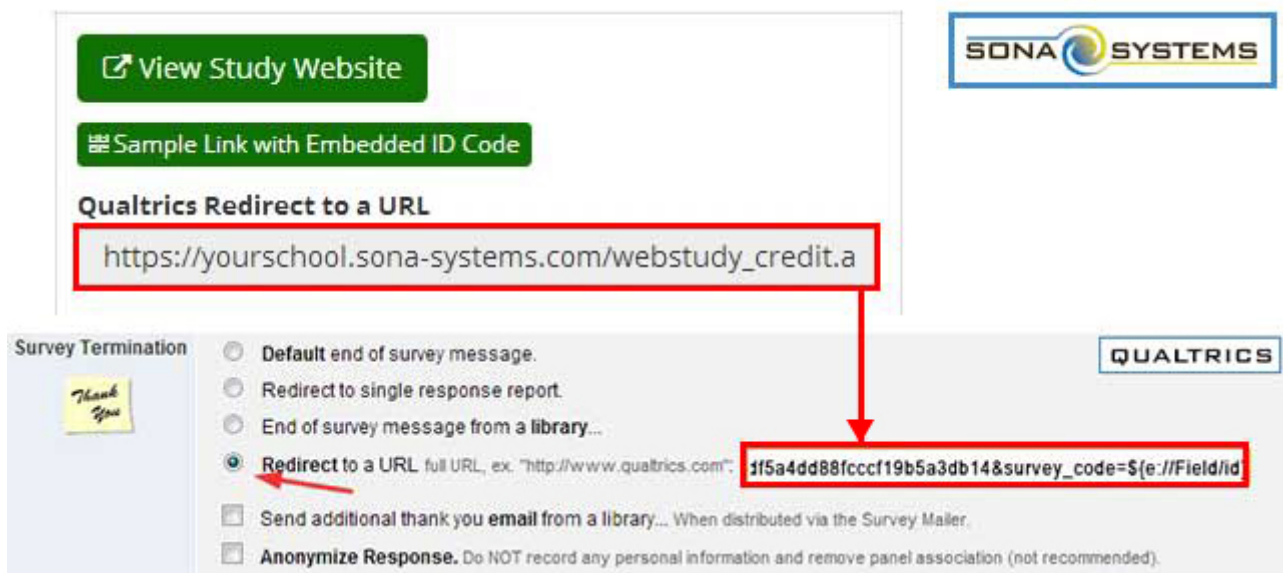 View Study Website
SONA SYSTEMS
Sample Link with Embedded ID Code
Qualtrics Redirect to a URL
https://yourschool.sona-systems.com/webstudy_credit.a
Survey Termination
QUALTRICS
Thank
You
Default end of survey message.
Redirect to single response report.
End of survey message from a library...
Redirect to a URL full URL, ex. "http://www.qualtrics.com": df5a4dd88fcccf19b5a3db14&survey_code=${e://Field/id}
Send additional thank you email from a library... When distributed via the Survey Mailer.
Anonymize Response. Do NOT record any personal information and remove panel association (not recommended).